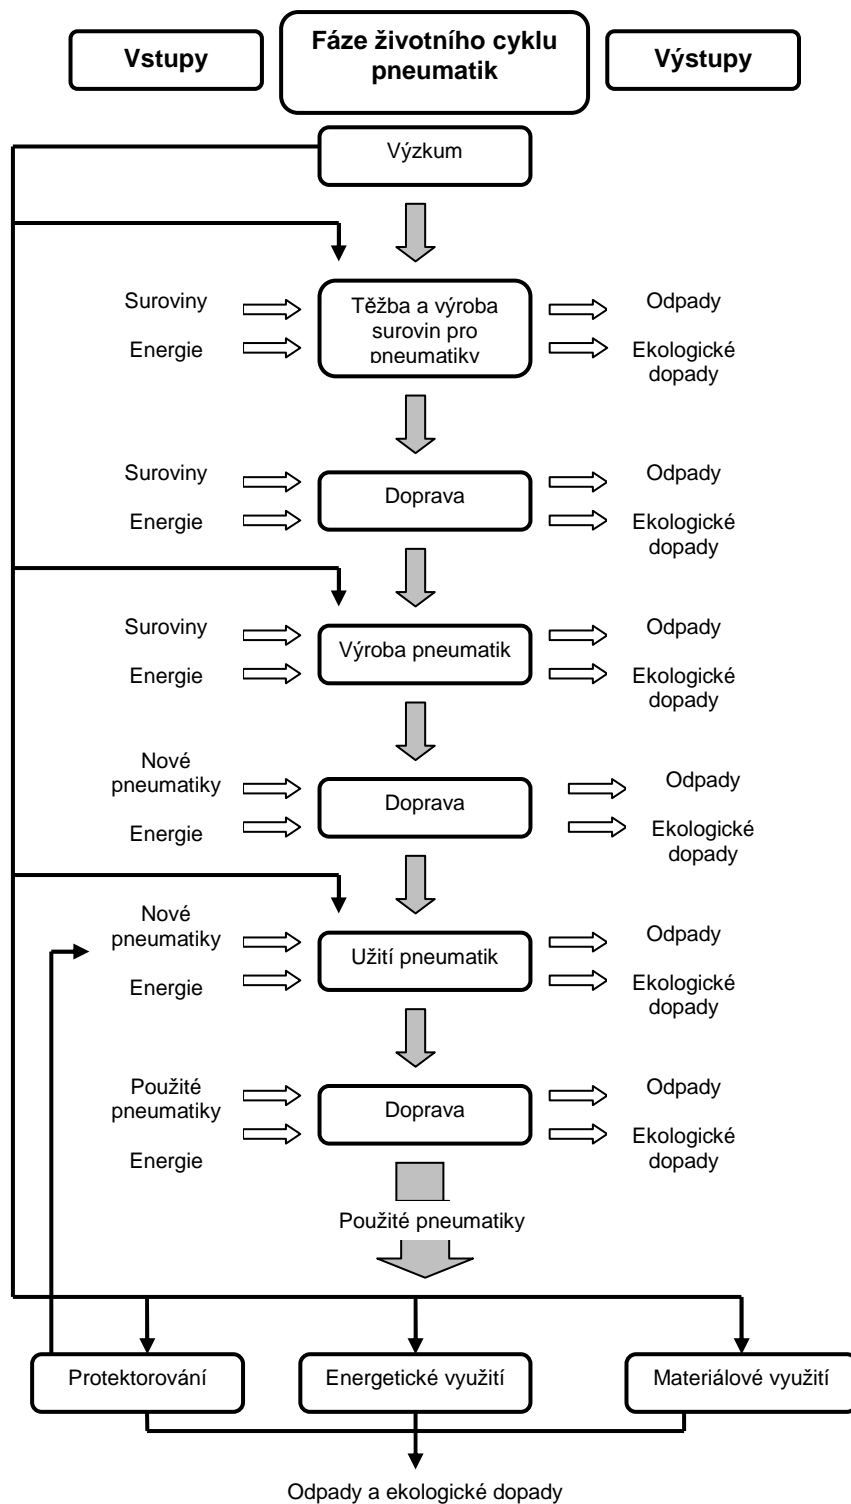 Vstupy
Fáze životního cyklu
pneumatik
Výstupy
Výzkum
Suroviny
Energie
Těžba a výroba
surovin pro
pneumatiky
Odpady
Ekologické
dopady
Suroviny
Energie
Doprava
Odpady
Ekologické
dopady
Suroviny
Energie
Výroba pneumatik
Odpady
Ekologické
dopady
Nové
pneumatiky
Energie
Doprava
Odpady
Ekologické
dopady
Nové
pneumatiky
Energie
Užití pneumatik
Odpady
Ekologické
dopady
Použité
pneumatiky
Energie
Doprava
Odpady
Ekologické
dopady
Použité pneumatiky
Protektorování
Energetické využití
Materiálové využití
Odpady a ekologické dopady